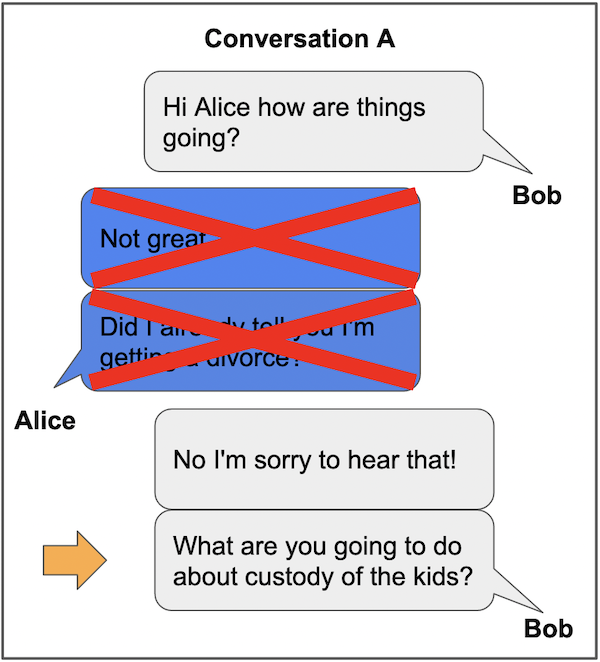 Conversation A
Hi Alice how are things
going?
Bob
Not great
Did I already tell you I'm
getting a divorce?
Alice
No I'm sorry to hear that!
What are you going to do
about custody of the kids?
Bob